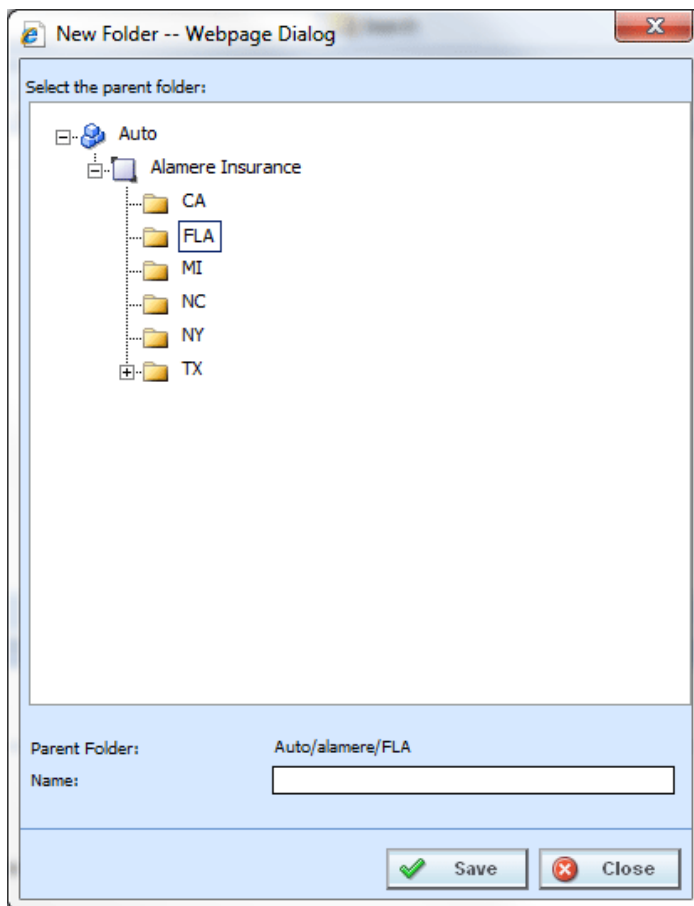 New Folder -- Webpage Dialog
Select the parent folder:
Auto
Alamere Insurance
CA
FLA
MI
NC
NY
TX
Parent Folder: Auto/alamere/FLA
Name:
Save Close